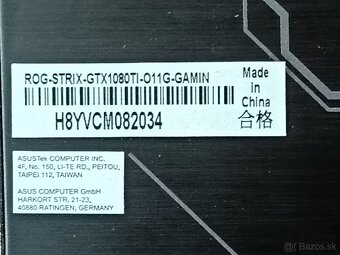 ROG-STRIX-GTX1080TI-O11G-GAMIN
Made
in
China
合格
H8YVCM082034
ASUSTek COMPUTER INC.
4F, No. 150, LI-TE RD., PEITOU,
TAIPEI 112, TAIWAN
ASUS COMPUTER GmbH
HARKORT STR. 21-23,
40880 RATINGEN, GERMANY
bazar.sk